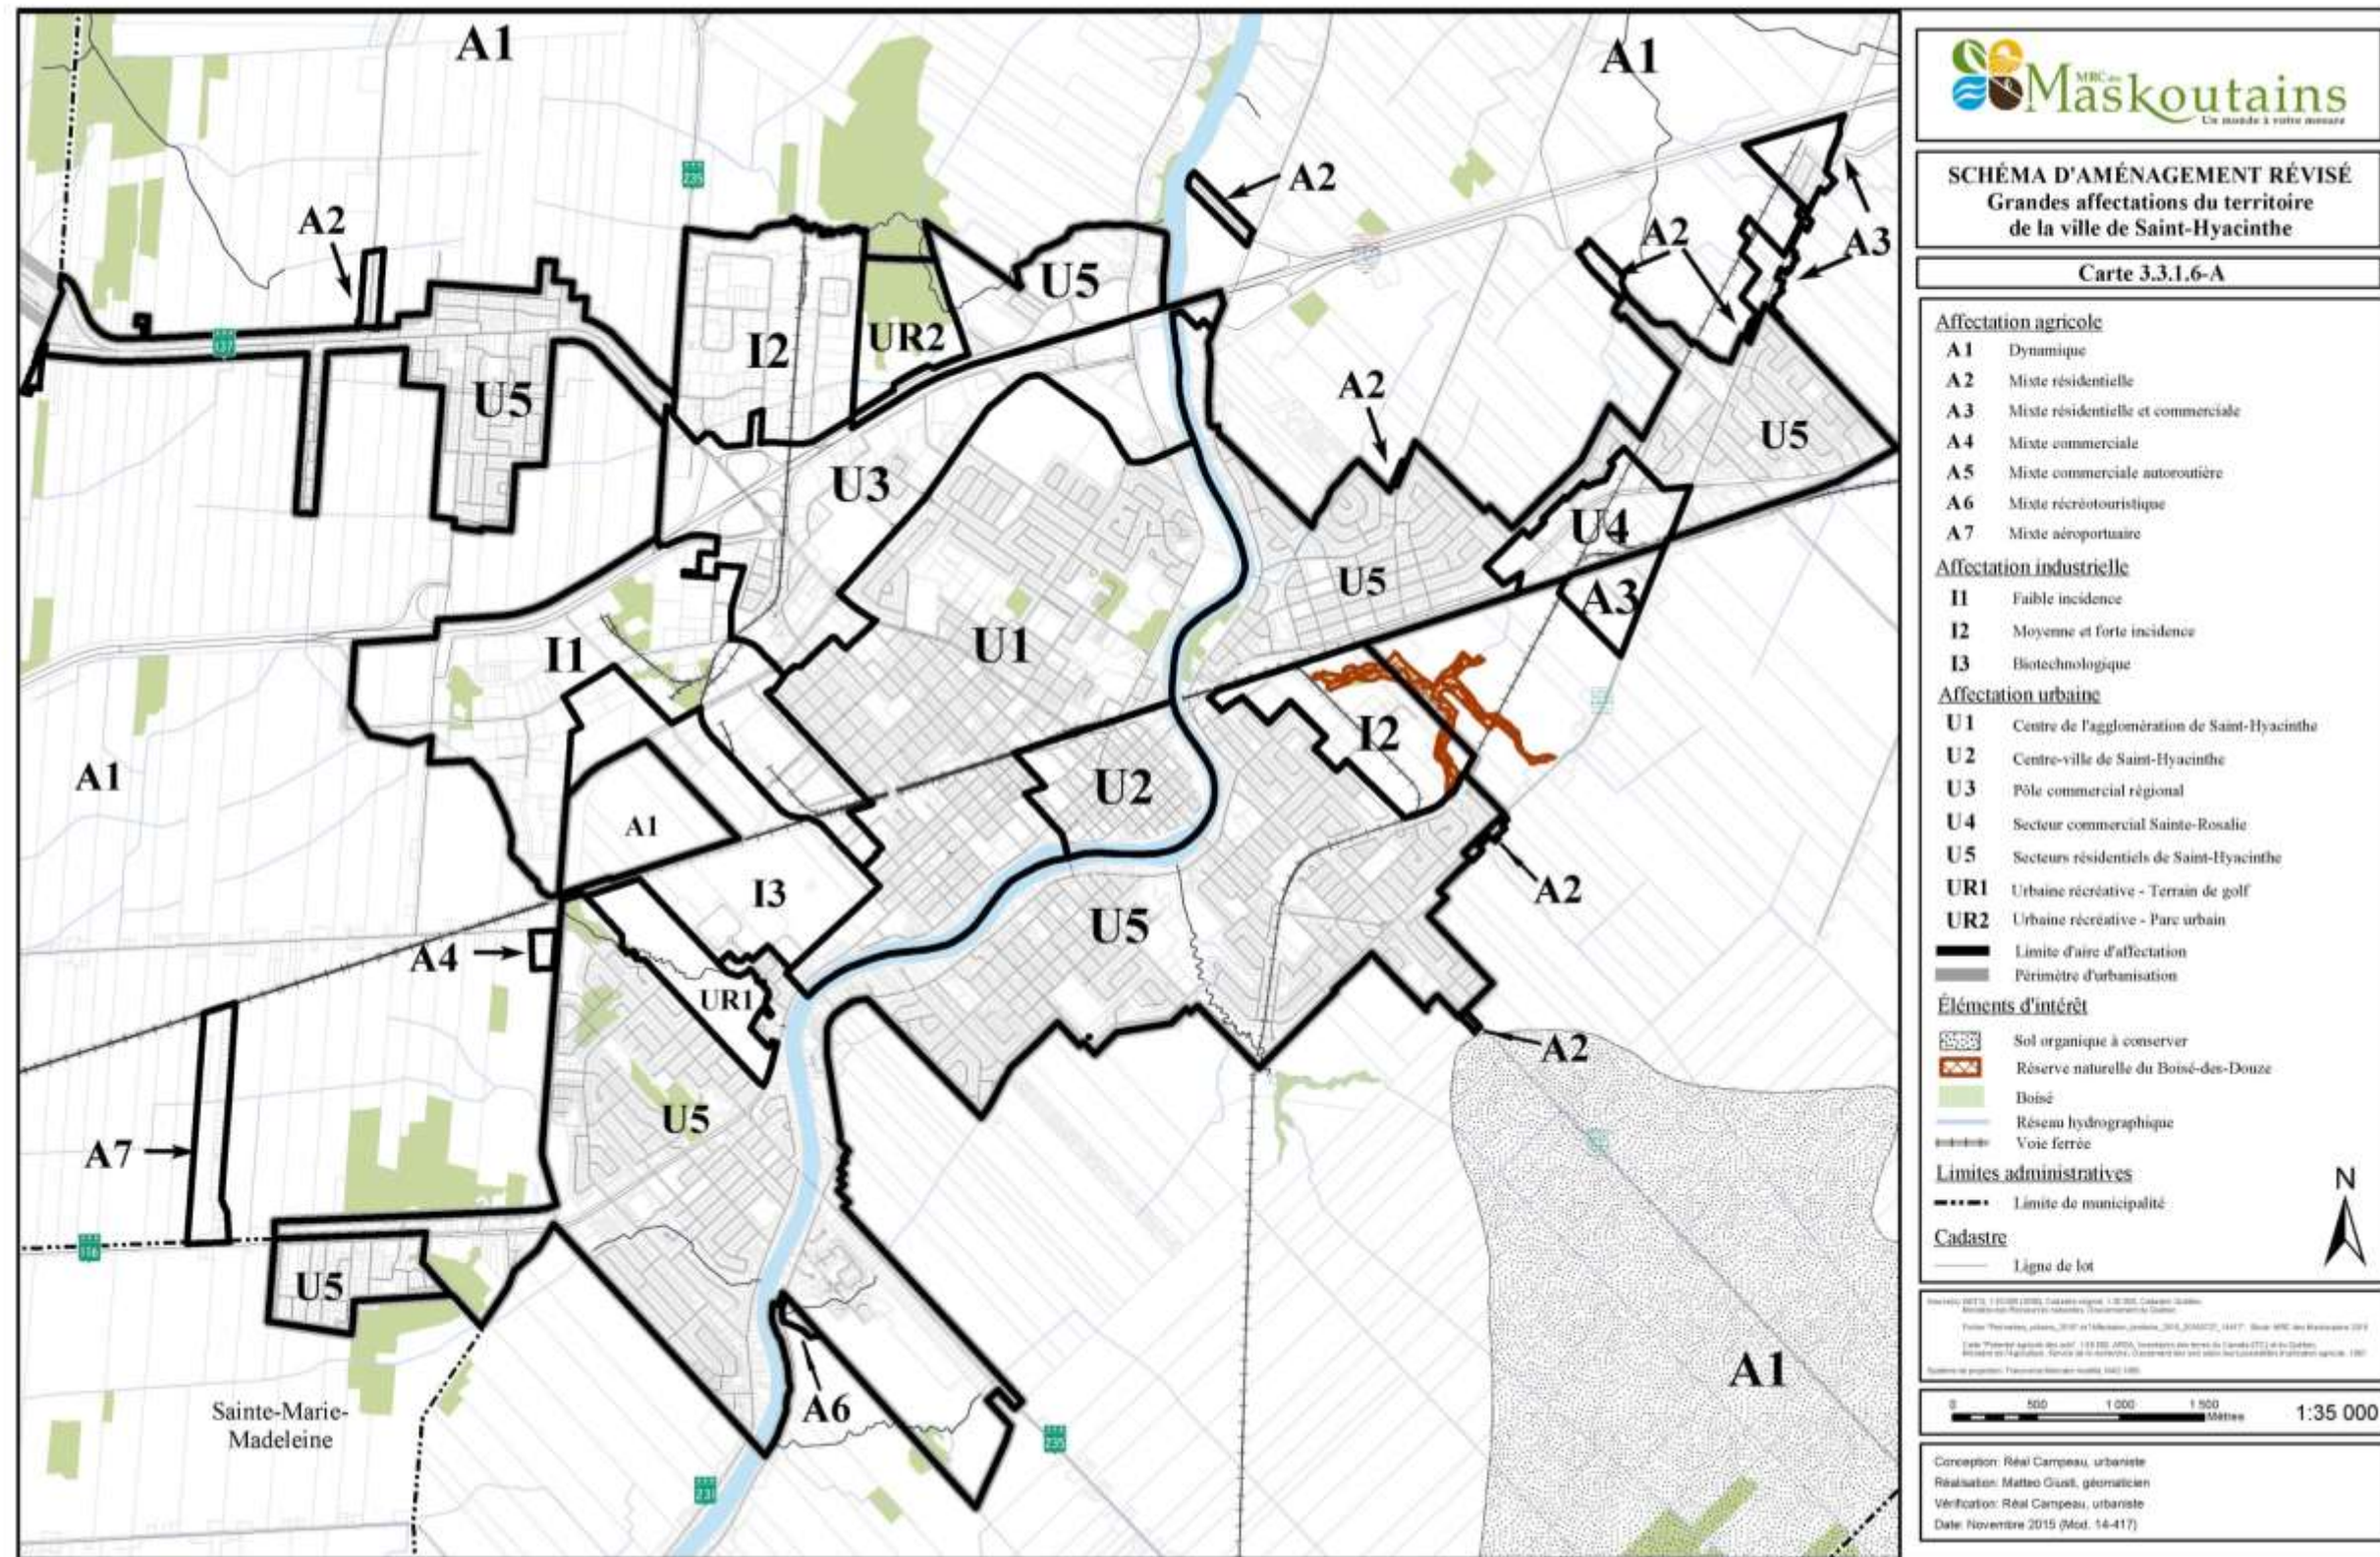 A1
A1
235
A2
A2
A2
A3
137
U5
I2
UR2
U5
A2
U3
U5
U4
U5
A3
I1
U1
A1
I2
U2
A1
I3
A2
A4
U5
UR1
A2
A7
U5
116
U5
A6
A1
Sainte-Marie-
Madeleine
235
231
MRC des
Maskoutains
Un monde à votre mesure
SCHÉMA D'AMÉNAGEMENT RÉVISÉ
Grandes affectations du territoire
de la ville de Saint-Hyacinthe
Carte 3.3.1.6-A
Affectation agricole
A1 Dynamique
A2 Mixte résidentielle
A3 Mixte résidentielle et commerciale
A4 Mixte commerciale
A5 Mixte commerciale autoroutière
A6 Mixte récréotouristique
A7 Mixte aéroportuaire
Affectation industrielle
I1 Faible incidence
I2 Moyenne et forte incidence
I3 Biotechnologique
Affectation urbaine
U1 Centre de l'agglomération de Saint-Hyacinthe
U2 Centre-ville de Saint-Hyacinthe
U3 Pôle commercial régional
U4 Secteur commercial Sainte-Rosalie
U5 Secteurs résidentiels de Saint-Hyacinthe
UR1 Urbaine récréative - Terrain de golf
UR2 Urbaine récréative - Parc urbain
Limite d'aire d'affectation
Périmètre d'urbanisation
Éléments d'intérêt
Sol organique à conserver
Réserve naturelle du Boisé-des-Douze
Boisé
Réseau hydrographique
Voie ferrée
Limites administratives
Limite de municipalité
Cadastre
Ligne de lot
N
0 500 1 000 1 500
Mètres
1:35 000
Conception: Réal Campeau, urbaniste
Réalisation: Matteo Giusti, géomaticien
Vérification: Réal Campeau, urbaniste
Date: Novembre 2015 (Mod. 14-417)